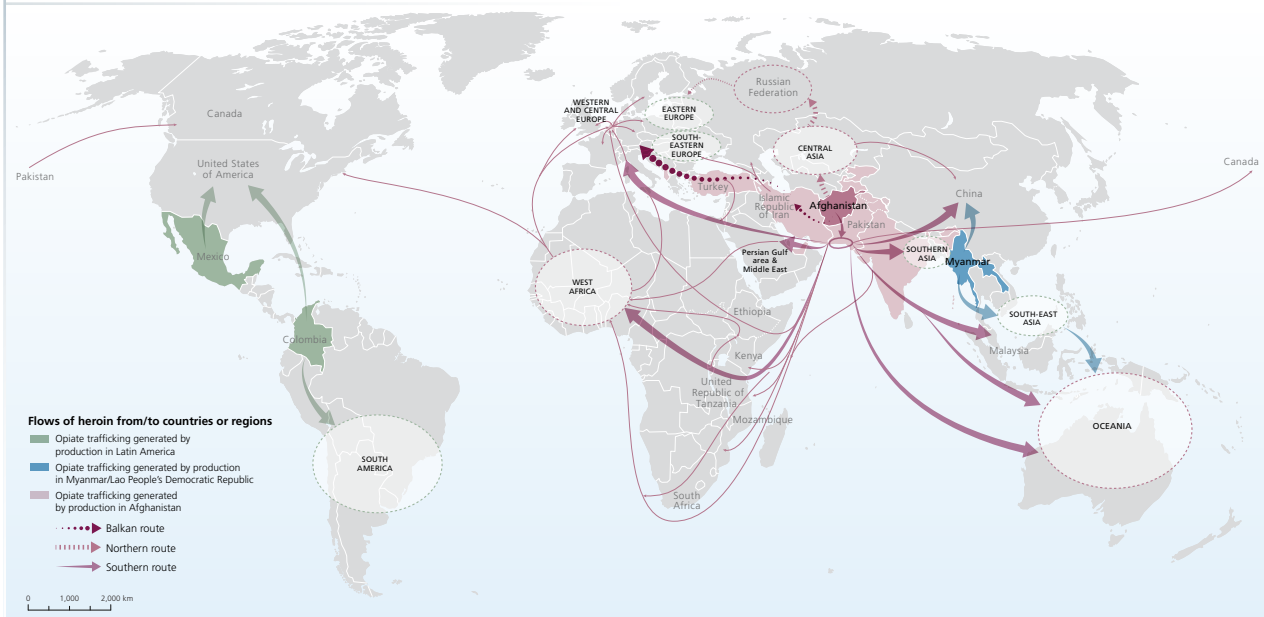 Canada
United States
of America
Pakistan
Mexico
Colombia
SOUTH
AMERICA
WESTERN
AND CENTRAL
EUROPE
EASTERN
EUROPE
SOUTH-
EASTERN
EUROPE
Russian
Federation
CENTRAL
ASIA
Turkey
Islamic
Republic
of Iran
Afghanistan
Pakistan
China
Canada
Persian Gulf
area &
Middle East
SOUTHERN
ASIA
Myanmar
WEST
AFRICA
Ethiopia
Kenya
United
Republic of
Tanzania
Mozambique
South
Africa
SOUTH-EAST
ASIA
Malaysia
OCEANIA
Flows of heroin from/to countries or regions
Opiate trafficking generated by
production in Latin America
Opiate trafficking generated by production
in Myanmar/Lao People's Democratic Republic
Opiate trafficking generated
by production in Afghanistan
Balkan route
Northern route
Southern route
0 1,000 2,000 km